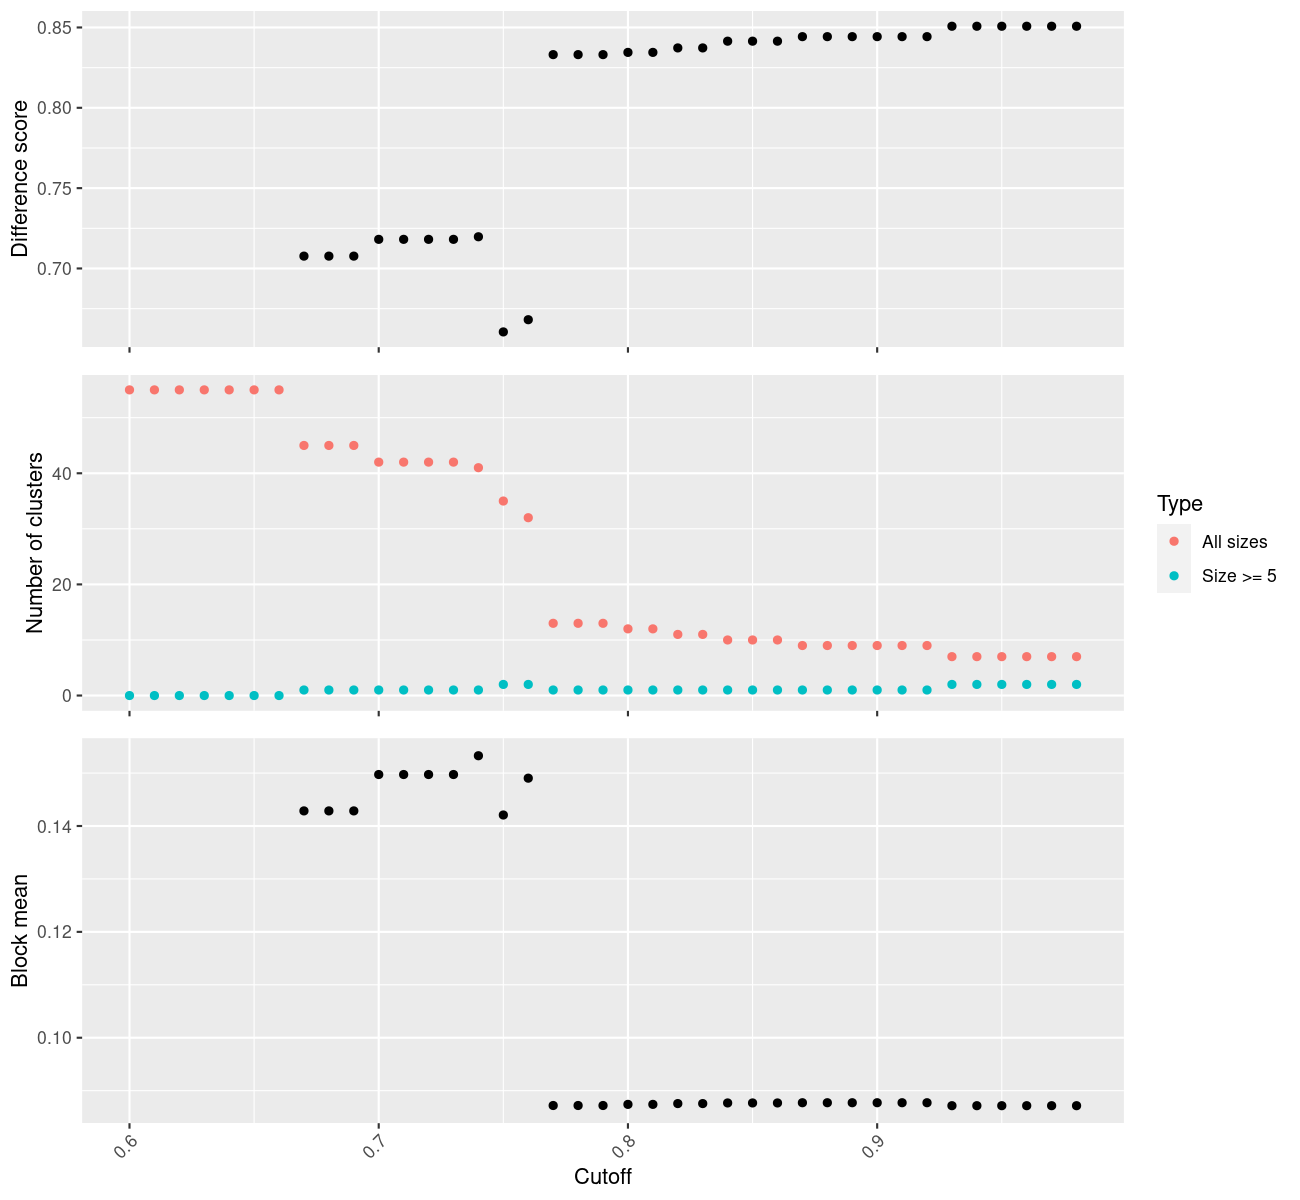 Difference score
0.85
0.80
0.75
0.70
Number of clusters
40
20
0
Type
All sizes
Size >= 5
Block mean
0.14
0.12
0.10
0.6
0.7
0.8
0.9
Cutoff